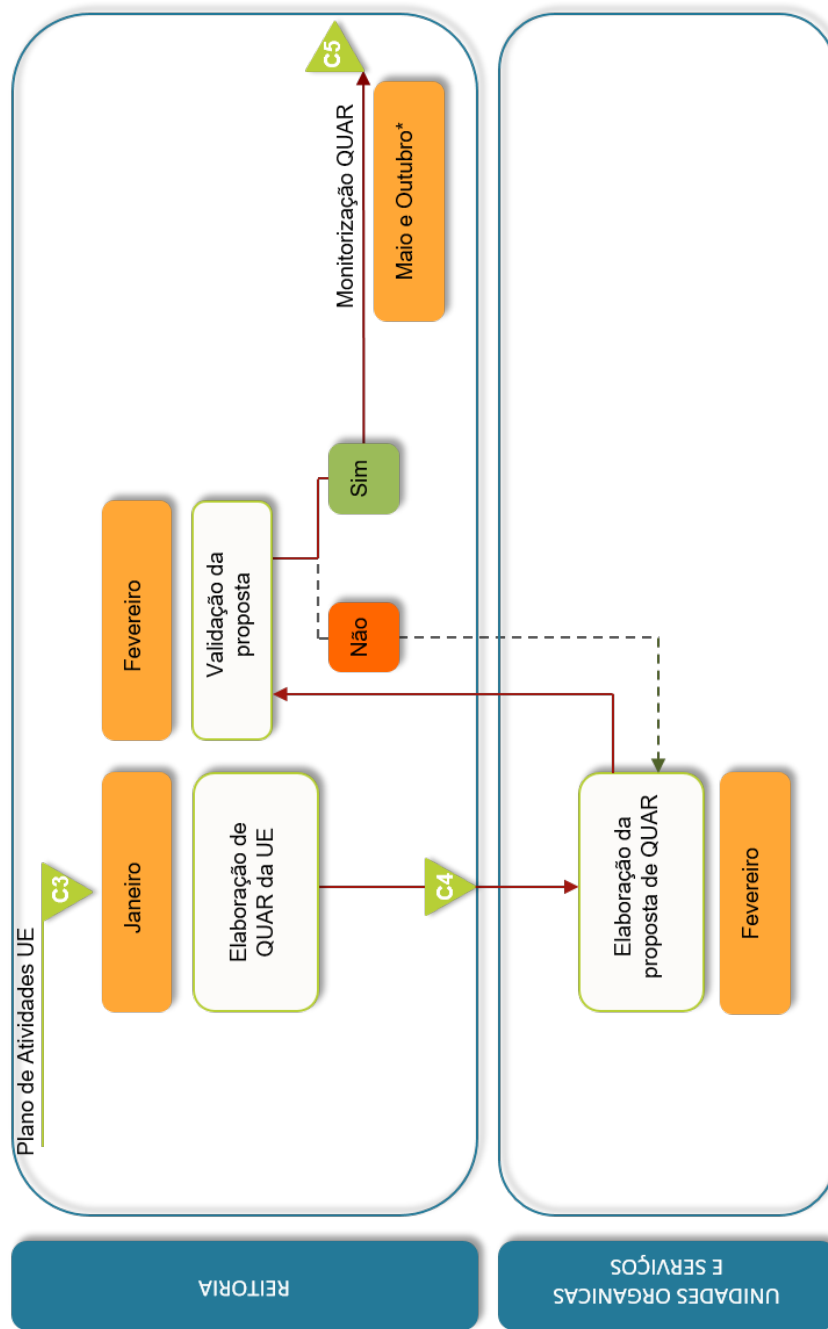 Plano de Atividades UE
C3
Janeiro
Elaboração de
QUAR da UE
C4
Fevereiro
Validação da
proposta
Não
Sim
Monitorização QUAR
C5
Maio e Outubro*
REITORIA
Elaboração da
proposta de QUAR
Fevereiro
UNIDADES ORGANICAS
E SERVIÇOS